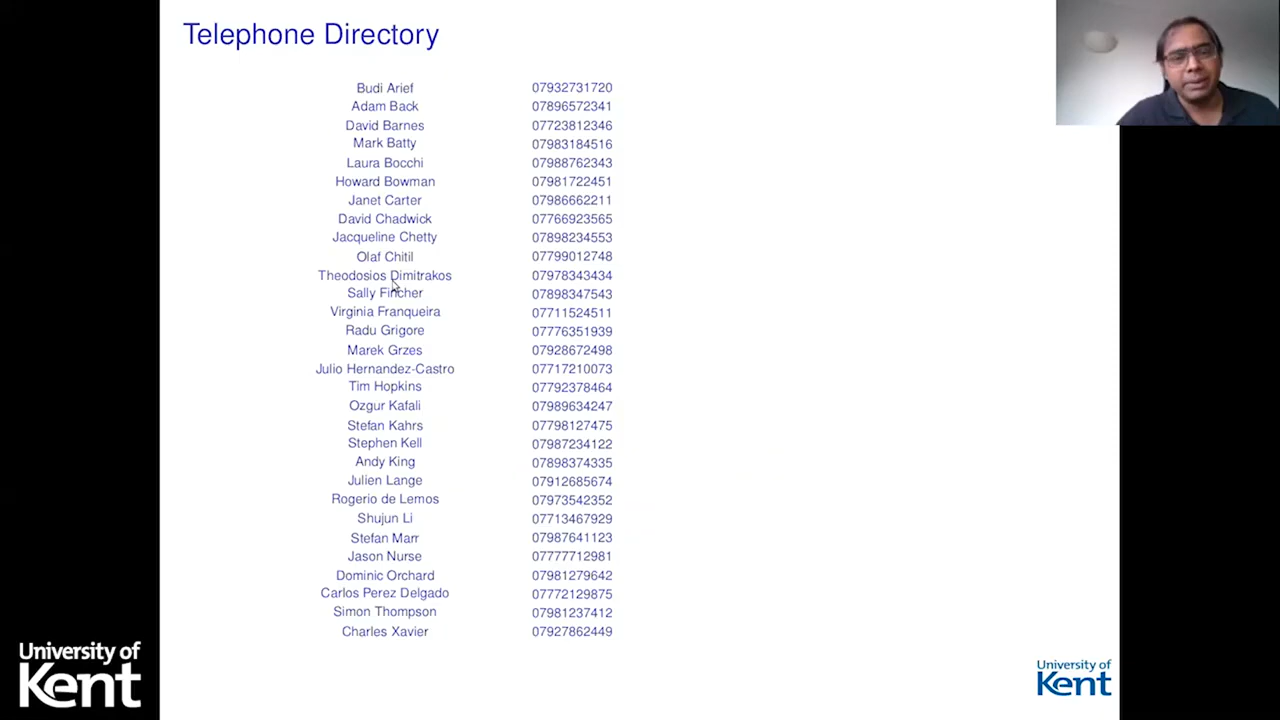 Telephone Directory
Budi Arief 07932731720
Adam Back 07896572341
David Barnes 07723812346
Mark Batty 07983184516
Laura Bocchi 07988762343
Howard Bowman 07981722451
Janet Carter 07986662211
David Chadwick 07766923565
Jacqueline Chetty 07898234553
Olaf Chitil 07799012748
Theodosios Dimitrakos 07978343434
Sally Fincher 07898347543
Virginia Franqueira 07711524511
Radu Grigore 07776351939
Marek Grzes 07928672498
Julio Hernandez-Castro 07717210073
Tim Hopkins 07792378464
Ozgur Kafali 07989634247
Stefan Kahrs 07798127475
Stephen Kell 07987234122
Andy King 07898374335
Julien Lange 07912685674
Rogerio de Lemos 07973542352
Shujun Li 07713467929
Stefan Marr 07987641123
Jason Nurse 07777712981
Dominic Orchard 07981279642
Carlos Perez Delgado 07772129875
Simon Thompson 07981237412
Charles Xavier 07927862449
University of
Kent
University of
Kent